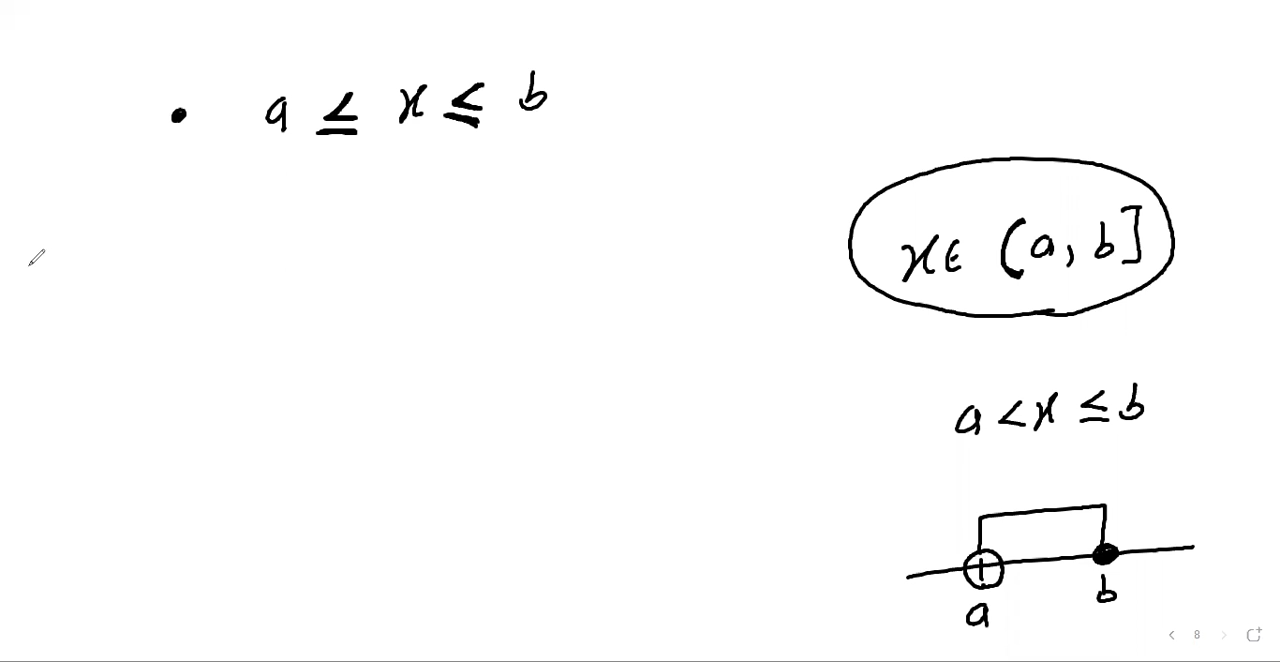 • a ≤ x ≤ b
x ∈ (a, b]
a < x ≤ b
a b
< 8 >